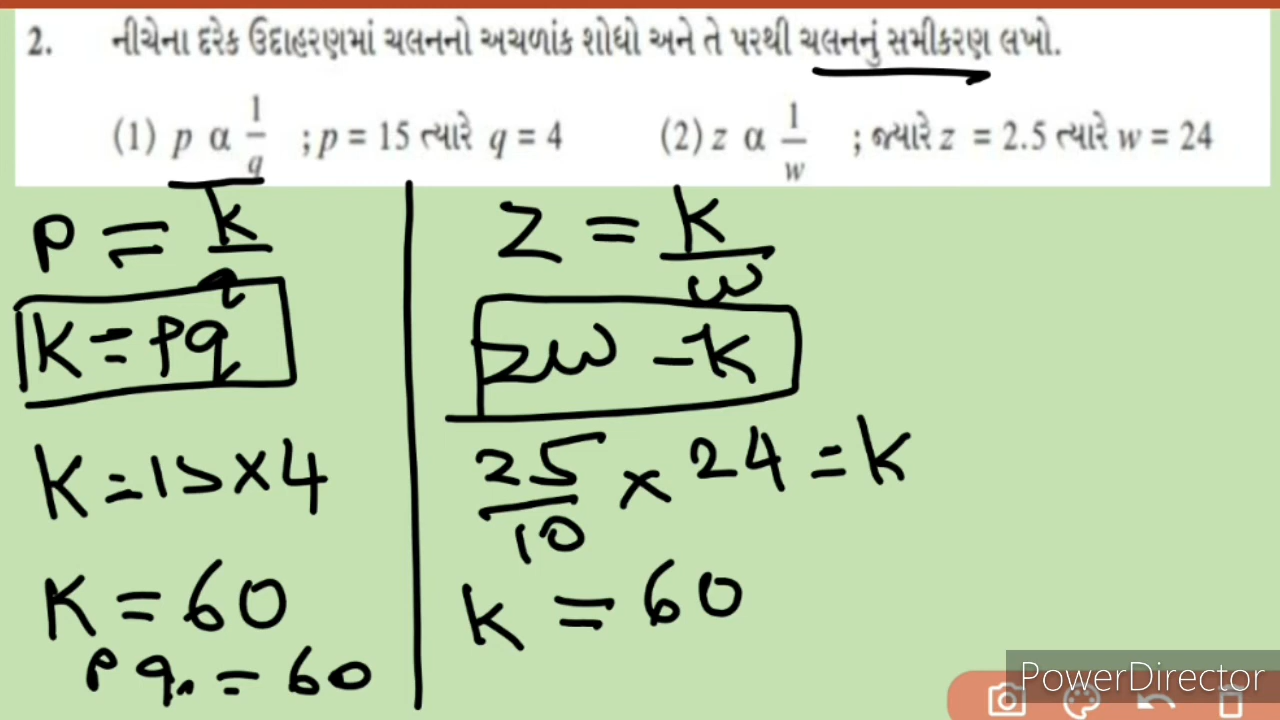 2. નીચેના દરેક ઉદાહરણમાં ચલનનો અચળાંક શોધો અને તે પરથી ચલનનું સમીકરણ લખો.
(1) p α 1/q ; p = 15 ત્યારે q = 4 (2) z α 1/w ; જ્યારે z = 2.5 ત્યારે w = 24
P = k/q
K = Pq
K = 15 × 4
K = 60
P q = 60
Z = k/w
zw = k
25/10 × 24 = k
k = 60
PowerDirector